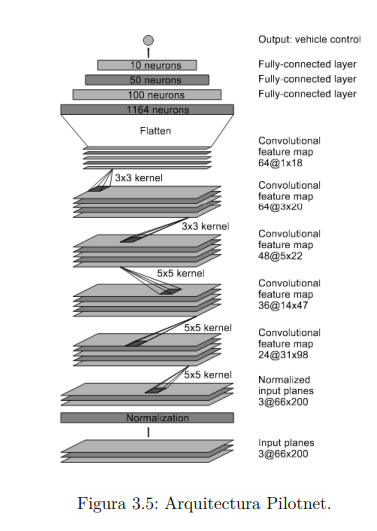 Output: vehicle control
10 neurons
Fully-connected layer
50 neurons
Fully-connected layer
100 neurons
Fully-connected layer
1164 neurons
Flatten
Convolutional
feature map
64@1x18
3x3 kernel
Convolutional
feature map
64@3x20
3x3 kernel
Convolutional
feature map
48@5x22
5x5 kernel
Convolutional
feature map
36@14x47
5x5 kernel
Convolutional
feature map
24@31x98
5x5 kernel
Normalized
input planes
3@66x200
Normalization
Input planes
3@66x200
Figura 3.5: Arquitectura Pilotnet.